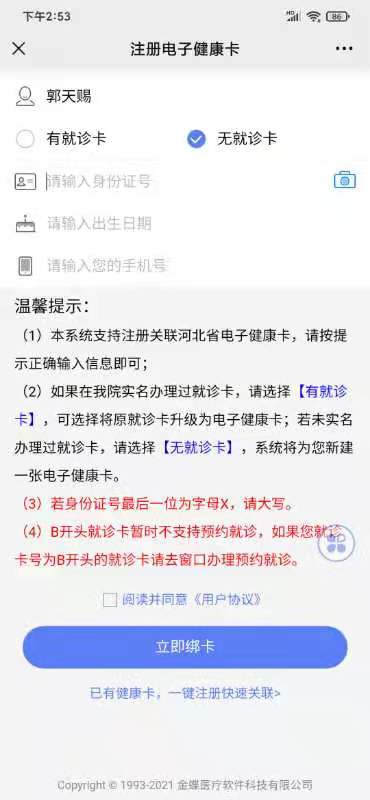 下午2:53
HD
86
注册电子健康卡
郭天赐
有就诊卡
无就诊卡
请输入身份证号
请输入出生日期
请输入您的手机号
温馨提示：
（1）本系统支持注册关联河北省电子健康卡，请按提
示正确输入信息即可；
（2）如果在我院实名办理过就诊卡，请选择【有就诊
卡】，可选择将原就诊卡升级为电子健康卡；若未实名
办理过就诊卡，请选择【无就诊卡】，系统将为您新建
一张电子健康卡。
（3）若身份证号最后一位为字母X，请大写。
（4）B开头就诊卡暂时不支持预约就诊，如果您就诊
卡号为B开头的就诊卡请去窗口办理预约就诊。
阅读并同意《用户协议》
立即绑卡
已有健康卡，一键注册快速关联>
Copyright © 1993-2021 金蝶医疗软件科技有限公司